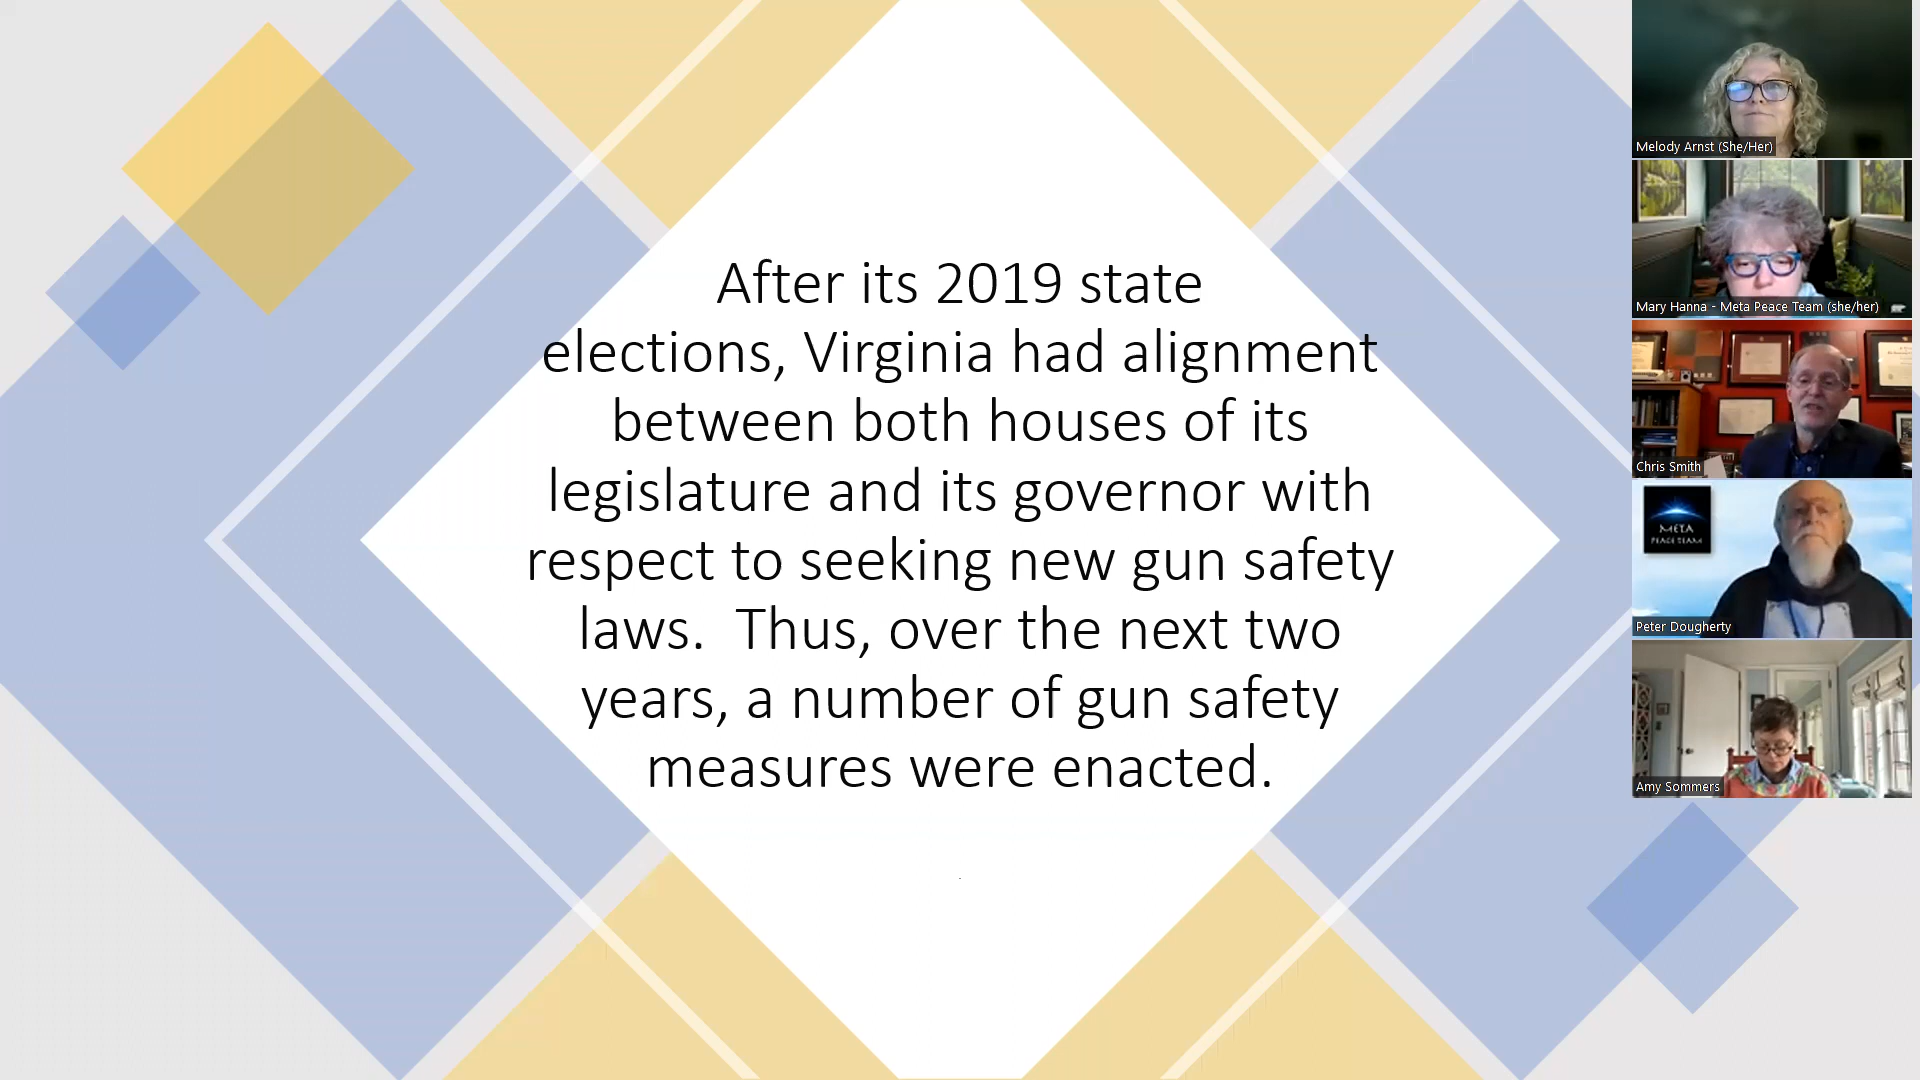 After its 2019 state
elections, Virginia had alignment
between both houses of its
legislature and its governor with
respect to seeking new gun safety
laws.  Thus, over the next two
years, a number of gun safety
measures were enacted.
.
Melody Arnst (She/Her)
Mary Hanna - Meta Peace Team (she/her)
Chris Smith
META
PEACE TEAM
Peter Dougherty
Amy Sommers